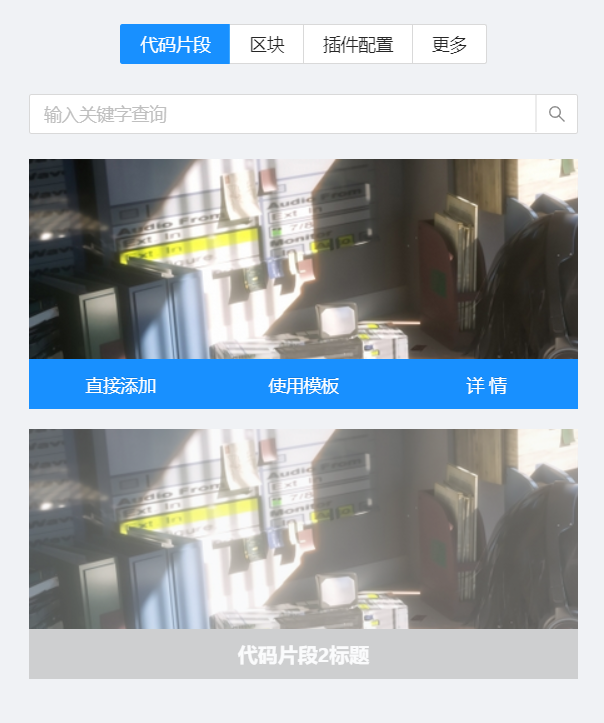 代码片段 区块 插件配置 更多
输入关键字查询
Audio From
Ext In
Ext In
Monitor
直接添加 使用模板 详 情
Audio From
Ext In
Ext In
代码片段2标题